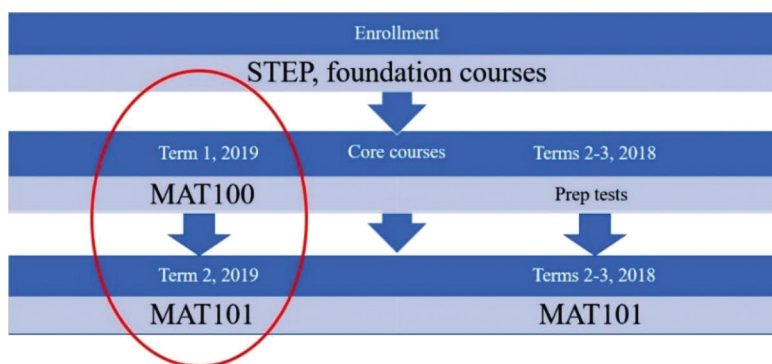 Enrollment
STEP, foundation courses
Term 1, 2019 Core courses Terms 2-3, 2018
MAT100 Prep tests
Term 2, 2019 Terms 2-3, 2018
MAT101 MAT101